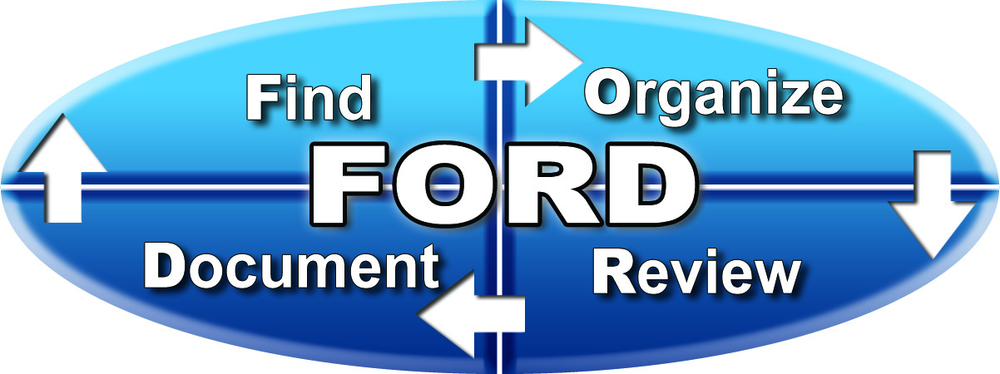 Find
Organize
FORD
Document
Review